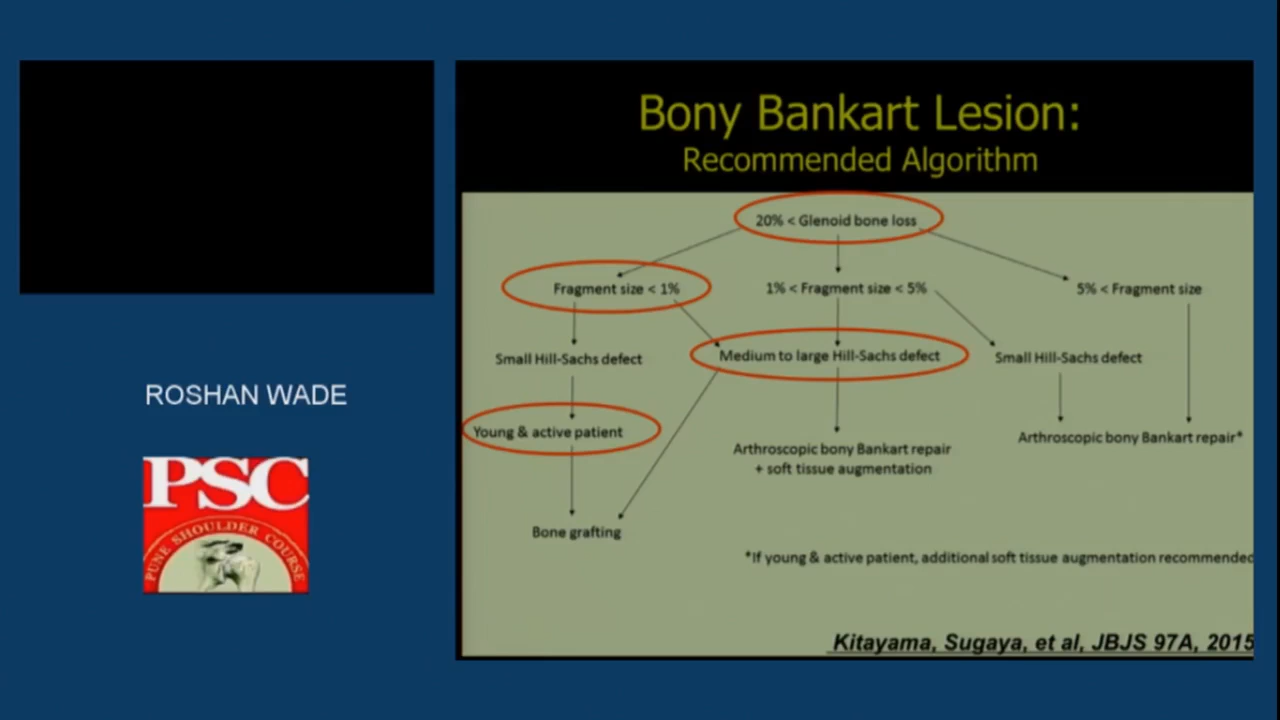 Bony Bankart Lesion:
Recommended Algorithm
20% < Glenoid bone loss
Fragment size < 1%
1% < Fragment size < 5%
5% < Fragment size
Small Hill-Sachs defect
Medium to large Hill-Sachs defect
Small Hill-Sachs defect
Young & active patient
Arthroscopic bony Bankart repair
+ soft tissue augmentation
Arthroscopic bony Bankart repair*
Bone grafting
*If young & active patient, additional soft tissue augmentation recommended
Kitayama, Sugaya, et al, JBJS 97A, 2015
ROSHAN WADE
PSC
PUNE SHOULDER COURSE